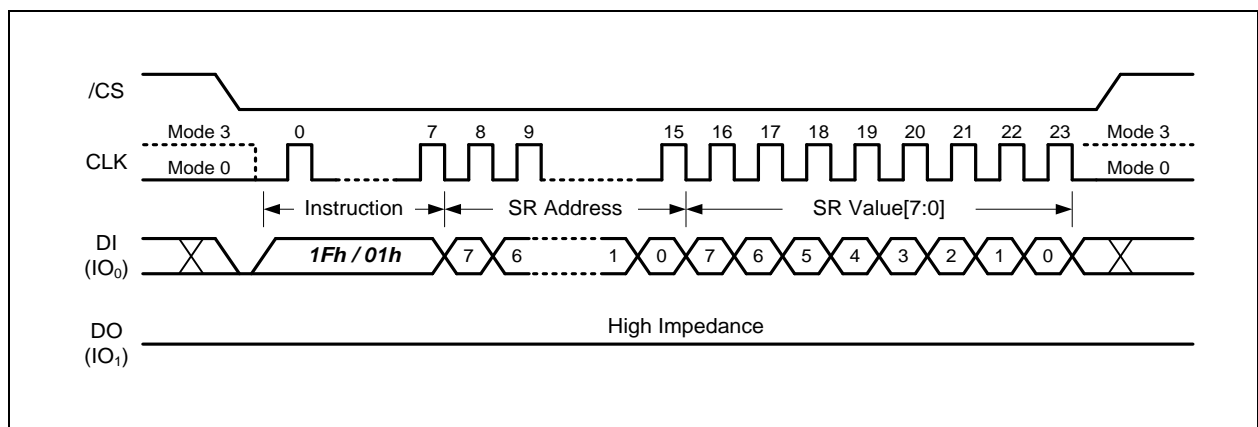 /CS
Mode 3 0 7 8 9 15 16 17 18 19 20 21 22 23 Mode 3
CLK
Mode 0 Mode 0
Instruction SR Address SR Value[7:0]
DI
(IO₀)
1Fh / 01h 7 6 1 0 7 6 5 4 3 2 1 0
High Impedance
DO
(IO₁)